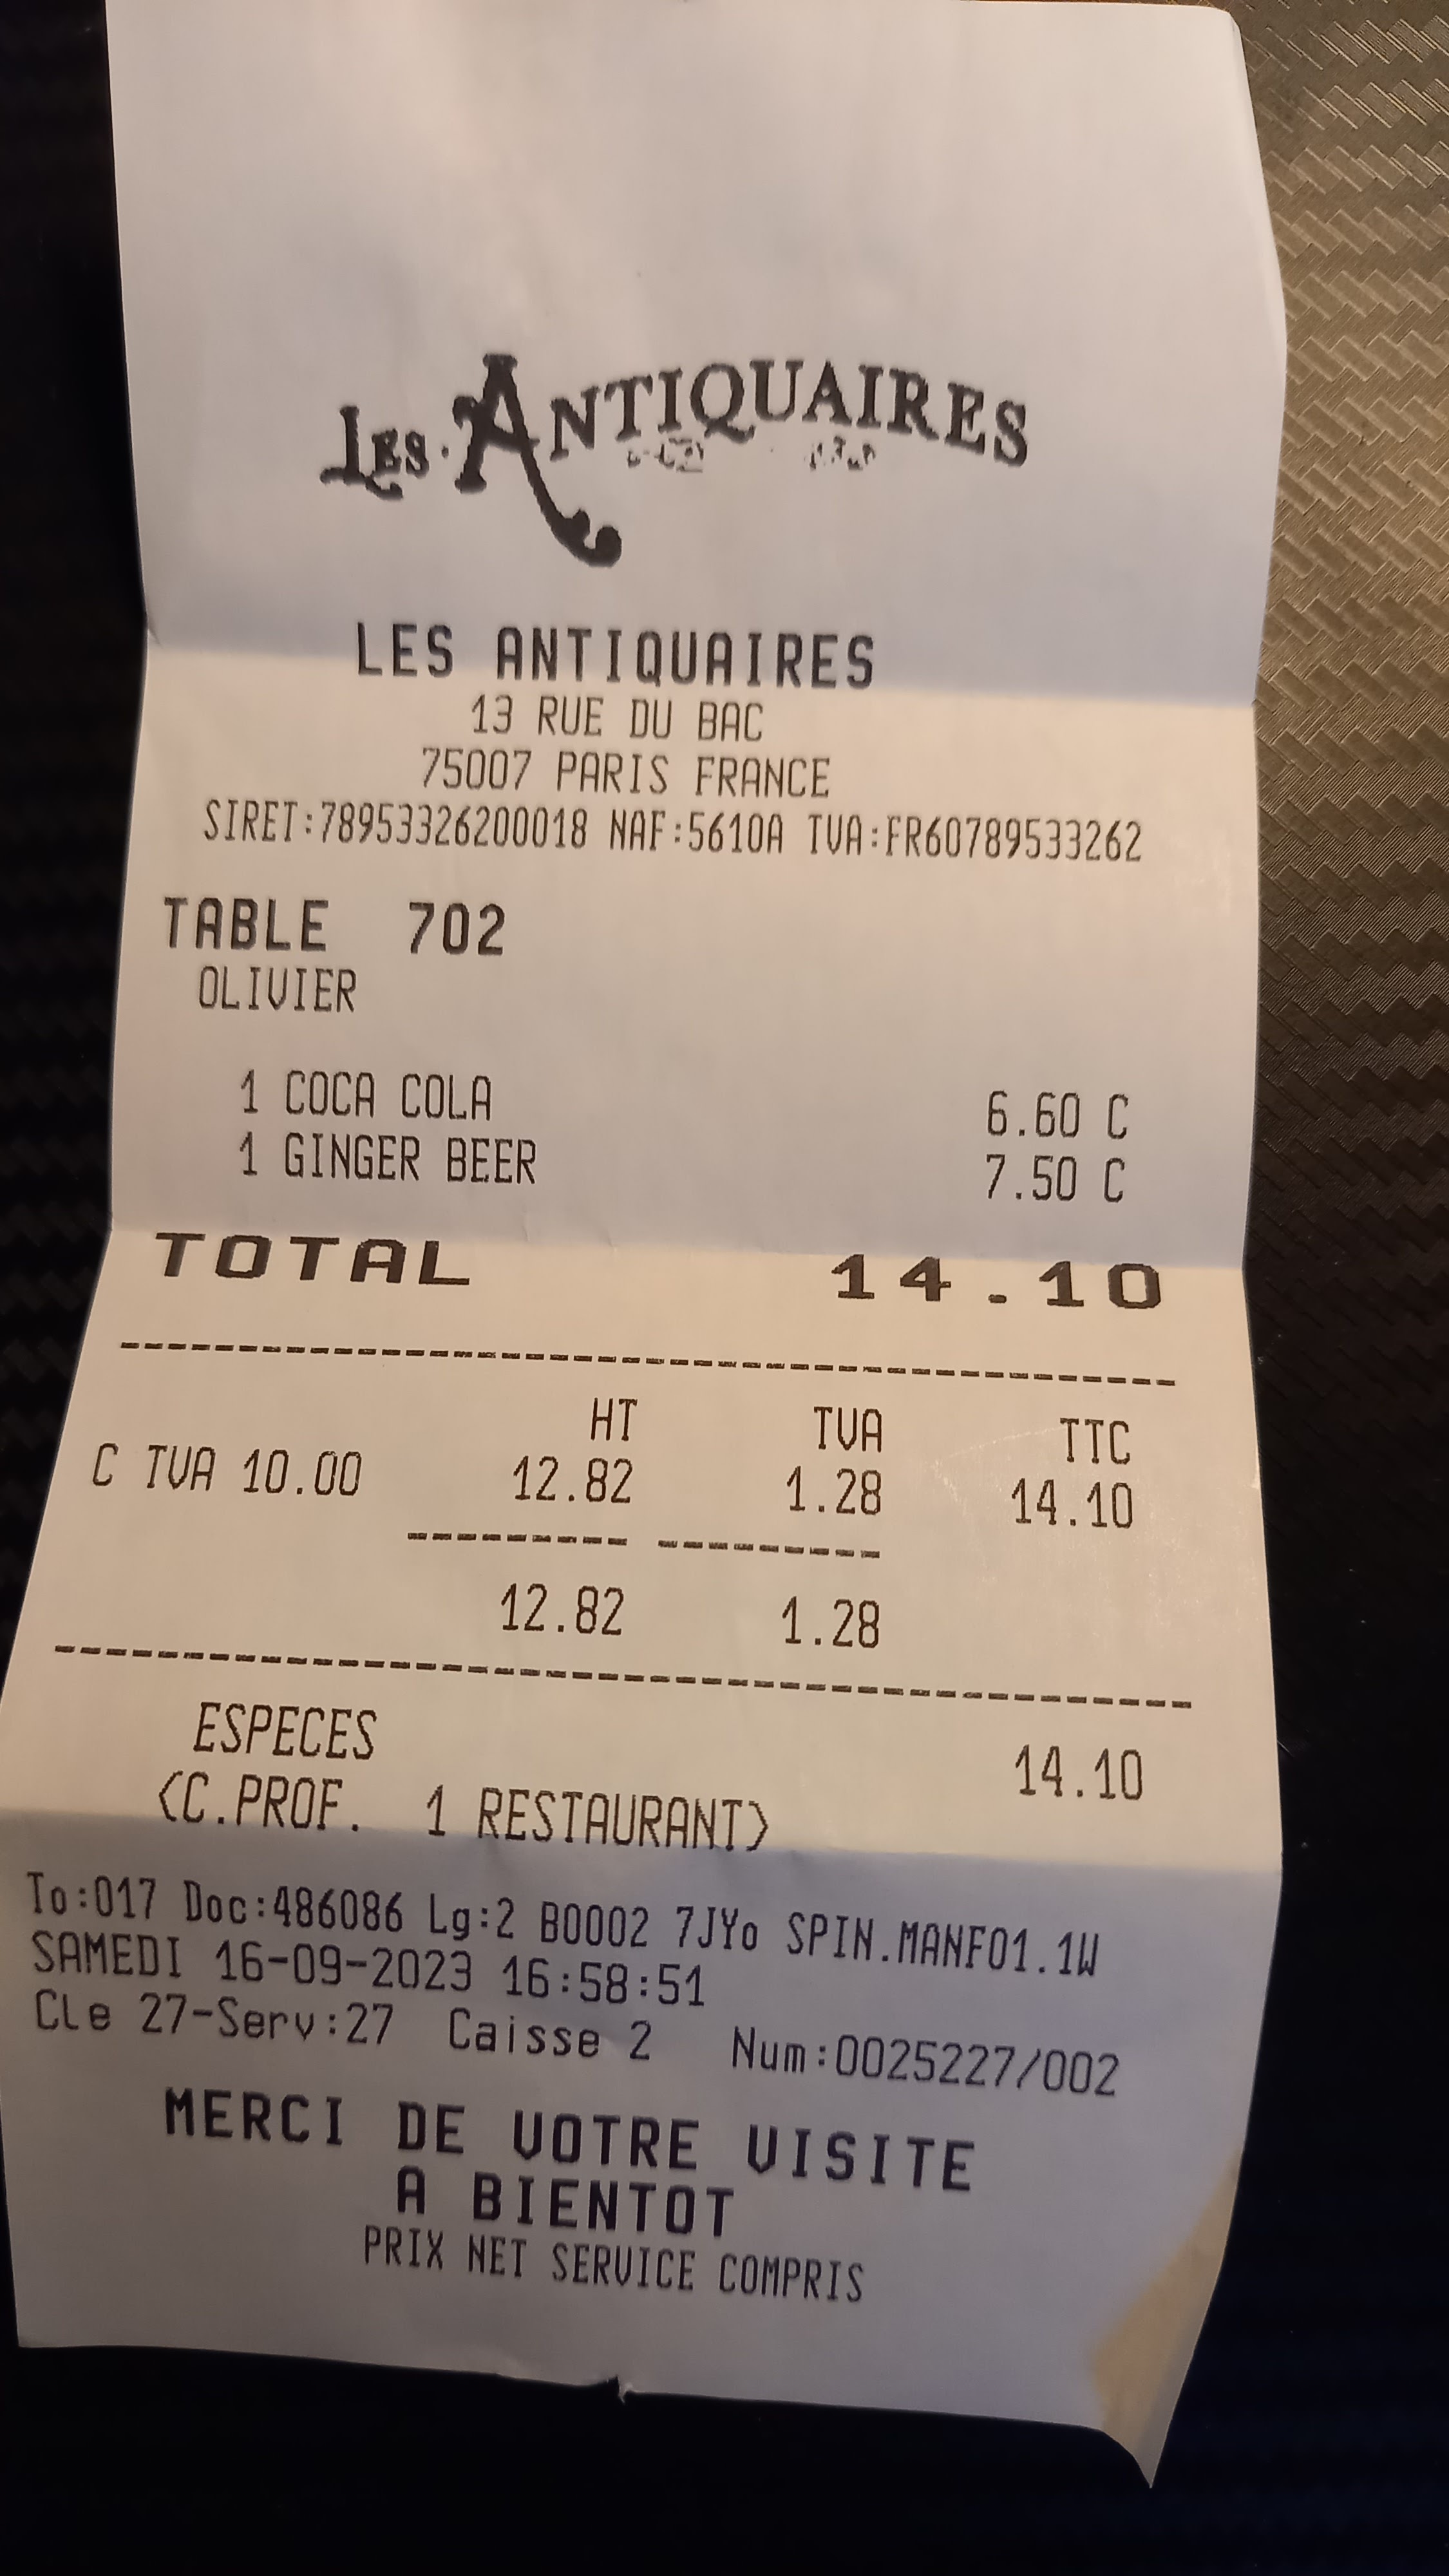 LES ANTIQUAIRES
LES ANTIQUAIRES
13 RUE DU BAC
75007 PARIS FRANCE
SIRET:78953326200018 NAF:5610A TVA:FR60789533262
TABLE 702
OLIVIER
1 COCA COLA 6.60 C
1 GINGER BEER 7.50 C
TOTAL 14.10
HT TVA TTC
C TVA 10.00 12.82 1.28 14.10
12.82 1.28
ESPECES 14.10
(C.PROF. 1 RESTAURANT)
To:017 Doc:486086 Lg:2 B0002 7JYo SPIN.MANF01.1W
SAMEDI 16-09-2023 16:58:51
Cle 27-Serv:27 Caisse 2 Num:0025227/002
MERCI DE VOTRE VISITE
A BIENTOT
PRIX NET SERVICE COMPRIS